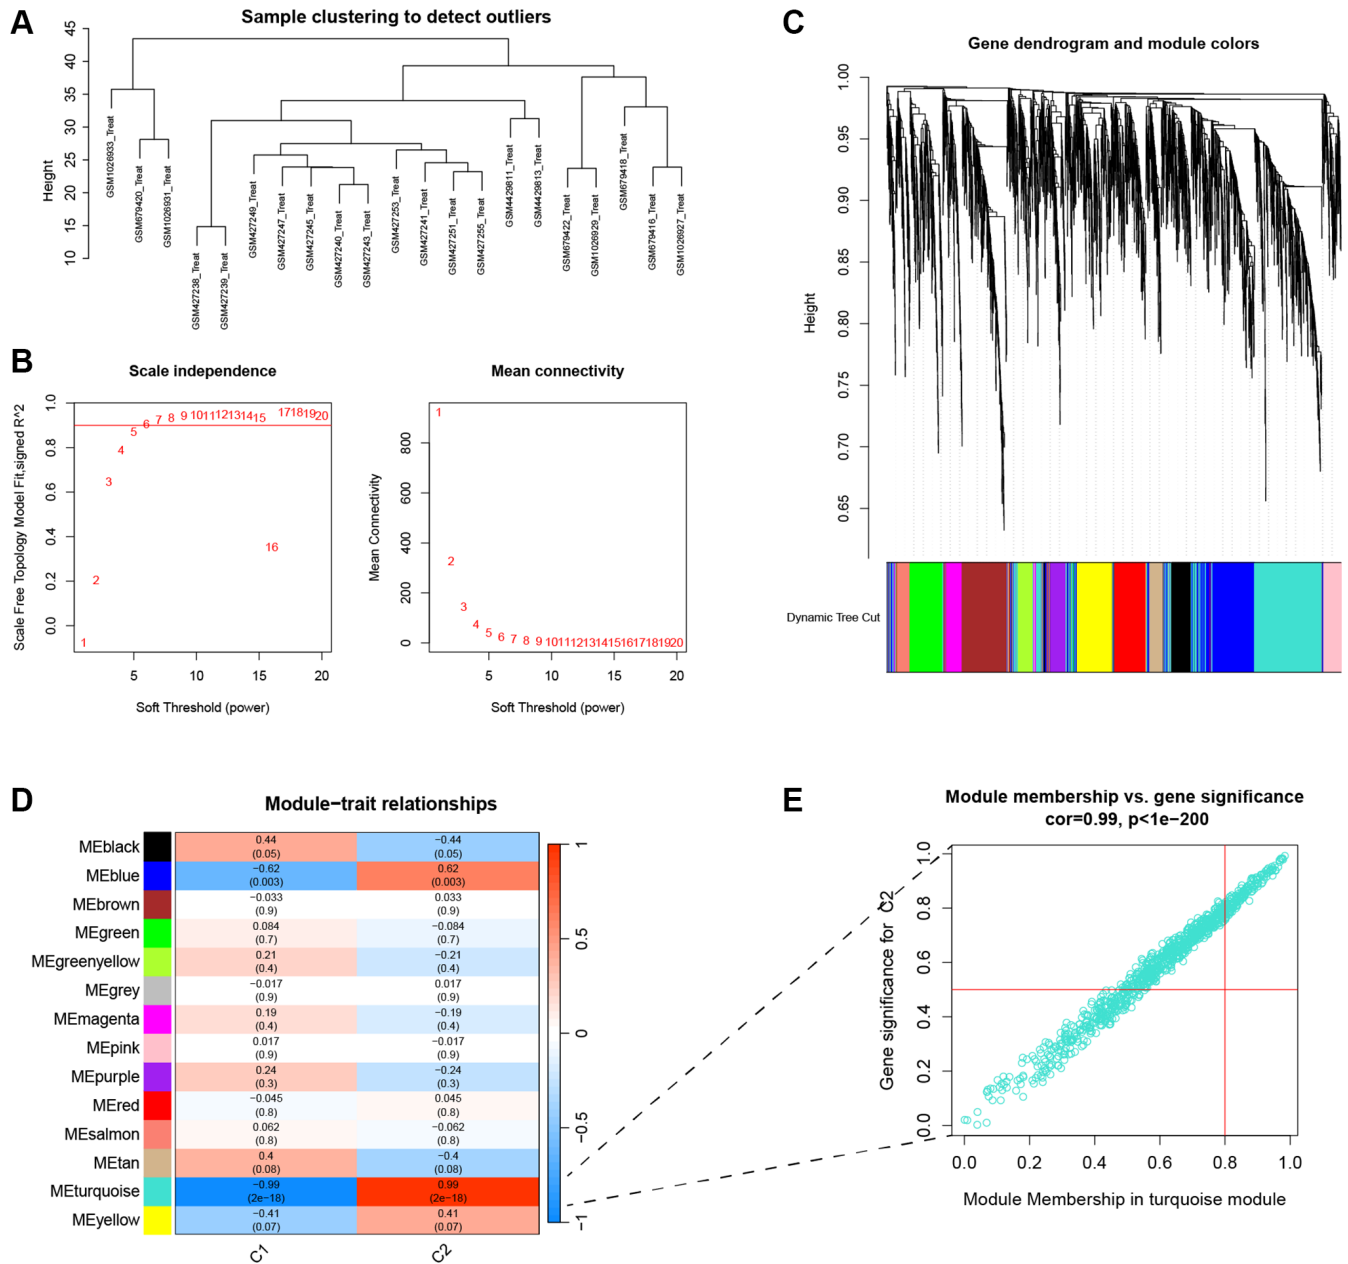 A
Sample clustering to detect outliers
Height
45
40
35
30
25
20
15
10
GSM1026933_Treat
GSM679420_Treat
GSM1026931_Treat
GSM427238_Treat
GSM427239_Treat
GSM427249_Treat
GSM427247_Treat
GSM427245_Treat
GSM427240_Treat
GSM427243_Treat
GSM427253_Treat
GSM427241_Treat
GSM427251_Treat
GSM427255_Treat
GSM4429611_Treat
GSM4429613_Treat
GSM679422_Treat
GSM1026929_Treat
GSM679418_Treat
GSM679416_Treat
GSM1026927_Treat
B
Scale independence
Scale Free Topology Model Fit,signed R^2
1.0
0.8
0.6
0.4
0.2
0.0
1
2
3
4
5
6
7
8
9
10
11
12
13
14
15
16
17
18
19
20
5
10
15
20
Soft Threshold (power)
Mean connectivity
Mean Connectivity
800
600
400
200
0
1
2
3
4
5
6
7
8
9
10
11
12
13
14
15
16
17
18
19
20
5
10
15
20
Soft Threshold (power)
C
Gene dendrogram and module colors
Height
1.00
0.95
0.90
0.85
0.80
0.75
0.70
0.65
Dynamic Tree Cut
D
Module−trait relationships
MEblack
0.44
(0.05)
−0.44
(0.05)
MEblue
−0.62
(0.003)
0.62
(0.003)
MEbrown
−0.033
(0.9)
0.033
(0.9)
MEgreen
0.084
(0.7)
−0.084
(0.7)
MEgreenyellow
0.21
(0.4)
−0.21
(0.4)
MEgrey
−0.017
(0.9)
0.017
(0.9)
MEmagenta
0.19
(0.4)
−0.19
(0.4)
MEpink
0.017
(0.9)
−0.017
(0.9)
MEpurple
0.24
(0.3)
−0.24
(0.3)
MEred
−0.045
(0.8)
0.045
(0.8)
MEsalmon
0.062
(0.8)
−0.062
(0.8)
MEtan
0.4
(0.08)
−0.4
(0.08)
MEturquoise
−0.99
(2e−18)
0.99
(2e−18)
MEyellow
−0.41
(0.07)
0.41
(0.07)
C1
C2
1
0.5
0
−0.5
−1
E
Module membership vs. gene significance
cor=0.99, p<1e−200
Gene significance for C2
1.0
0.8
0.6
0.4
0.2
0.0
0.0
0.2
0.4
0.6
0.8
1.0
Module Membership in turquoise module